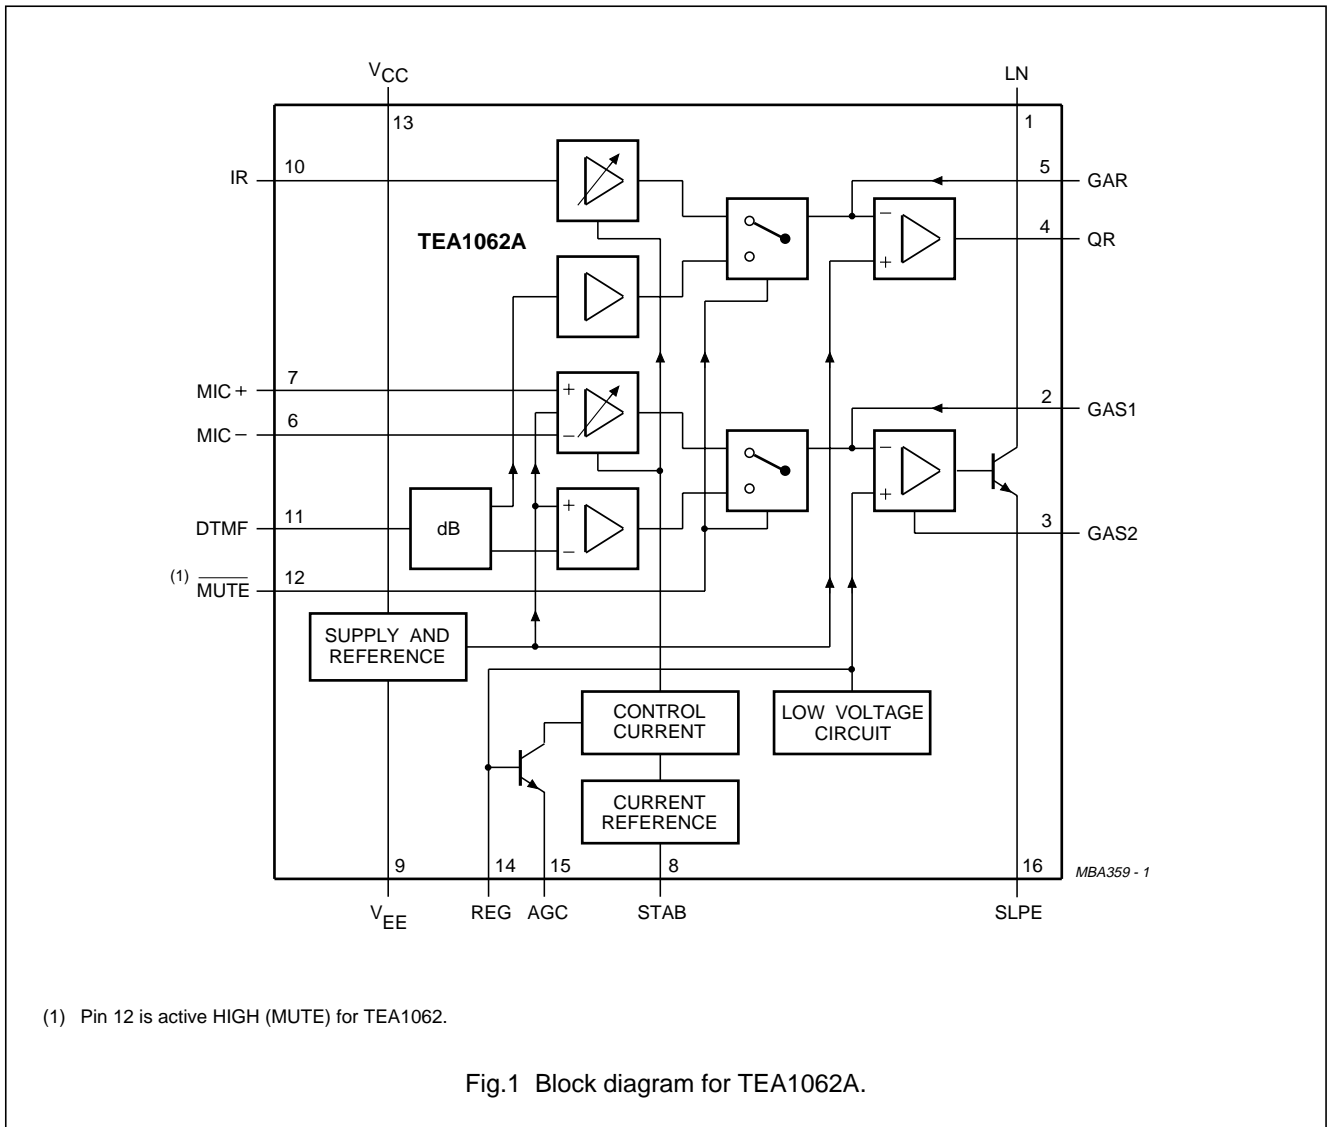 VCC
LN
13
1
IR
10
5
GAR
TEA1062A
4
QR
−
+
MIC+
7
+
2
GAS1
MIC−
6
−
−
+
DTMF
11
dB
+
−
3
GAS2
(1) MUTE
12
SUPPLY AND
REFERENCE
CONTROL
CURRENT
LOW VOLTAGE
CIRCUIT
CURRENT
REFERENCE
9
14
15
8
16
MBA359 - 1
VEE
REG
AGC
STAB
SLPE
(1) Pin 12 is active HIGH (MUTE) for TEA1062.
Fig.1 Block diagram for TEA1062A.